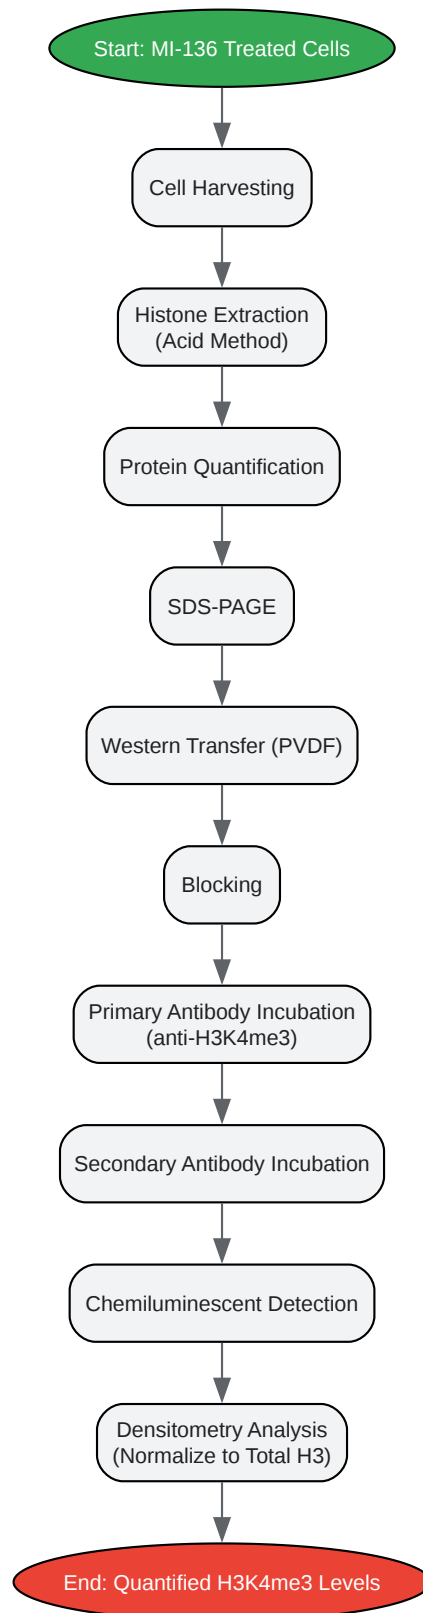 Start: MI-136 Treated Cells
Cell Harvesting
Histone Extraction
(Acid Method)
Protein Quantification
SDS-PAGE
Western Transfer (PVDF)
Blocking
Primary Antibody Incubation
(anti-H3K4me3)
Secondary Antibody Incubation
Chemiluminescent Detection
Densitometry Analysis
(Normalize to Total H3)
End: Quantified H3K4me3 Levels